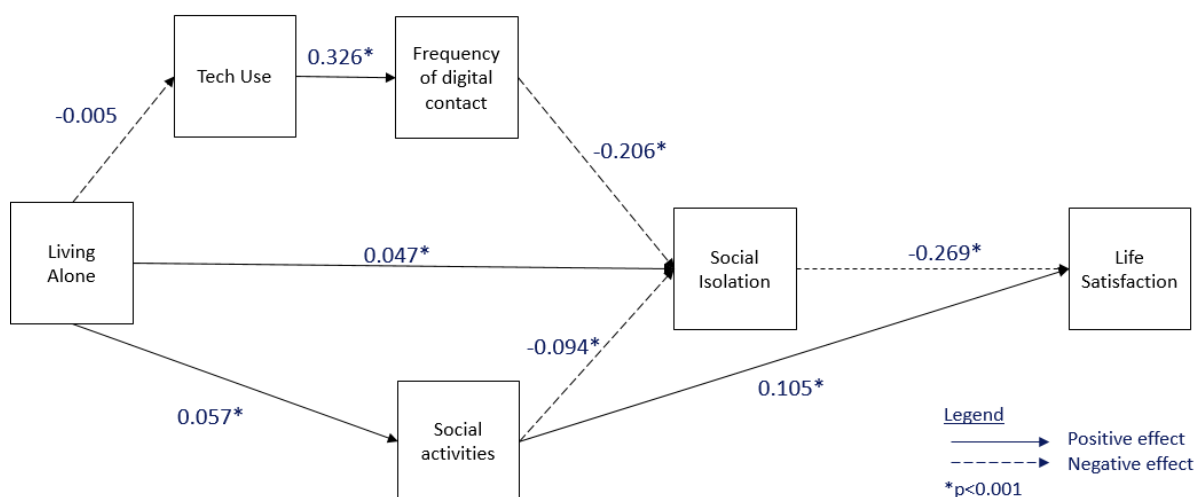 Tech Use
0.326*
Frequency
of digital
contact
-0.005
-0.206*
Living
Alone
0.047*
Social
Isolation
-0.269*
Life
Satisfaction
-0.094*
0.057*
Social
activities
0.105*
Legend
Positive effect
Negative effect
*p<0.001